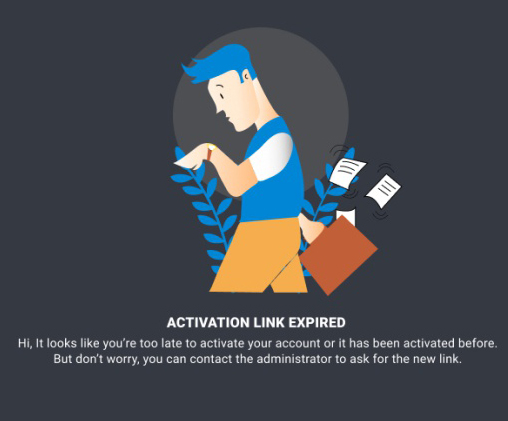 ACTIVATION LINK EXPIRED
Hi, It looks like you’re too late to activate your account or it has been activated before.
But don’t worry, you can contact the administrator to ask for the new link.